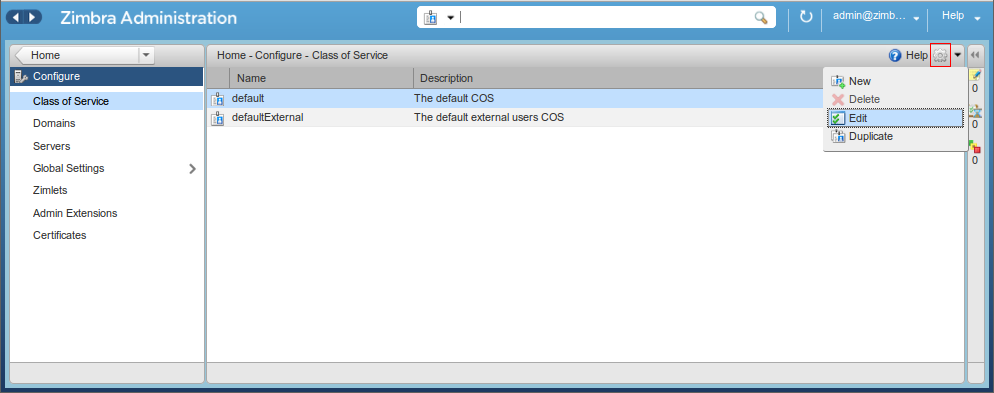 Zimbra Administration
admin@zimb...
Help
Home
Home - Configure - Class of Service
Help
Configure
Name
Description
New
0
Class of Service
default
The default COS
Delete
Domains
defaultExternal
The default external users COS
Edit
0
Servers
Duplicate
0
Global Settings
Zimlets
Admin Extensions
Certificates